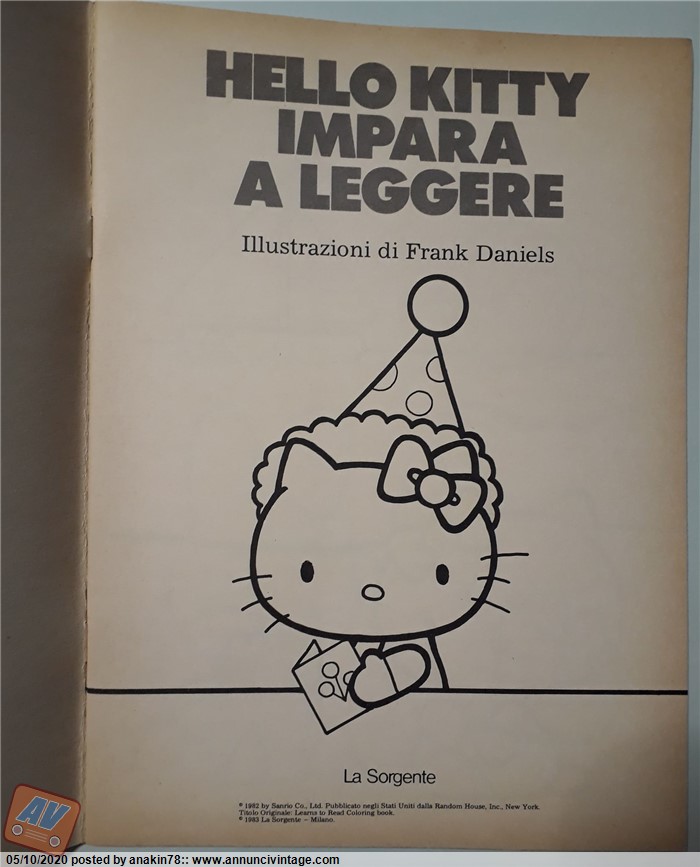 HELLO KITTY
IMPARA
A LEGGERE
Illustrazioni di Frank Daniels
La Sorgente
© 1982 by Sanrio Co., Ltd. Pubblicato negli Stati Uniti dalla Random House, Inc., New York.
Titolo Originale: Learns to Read Coloring book.
© 1983 La Sorgente – Milano.
AV
05/10/2020 posted by anakin78:: www.annuncivintage.com